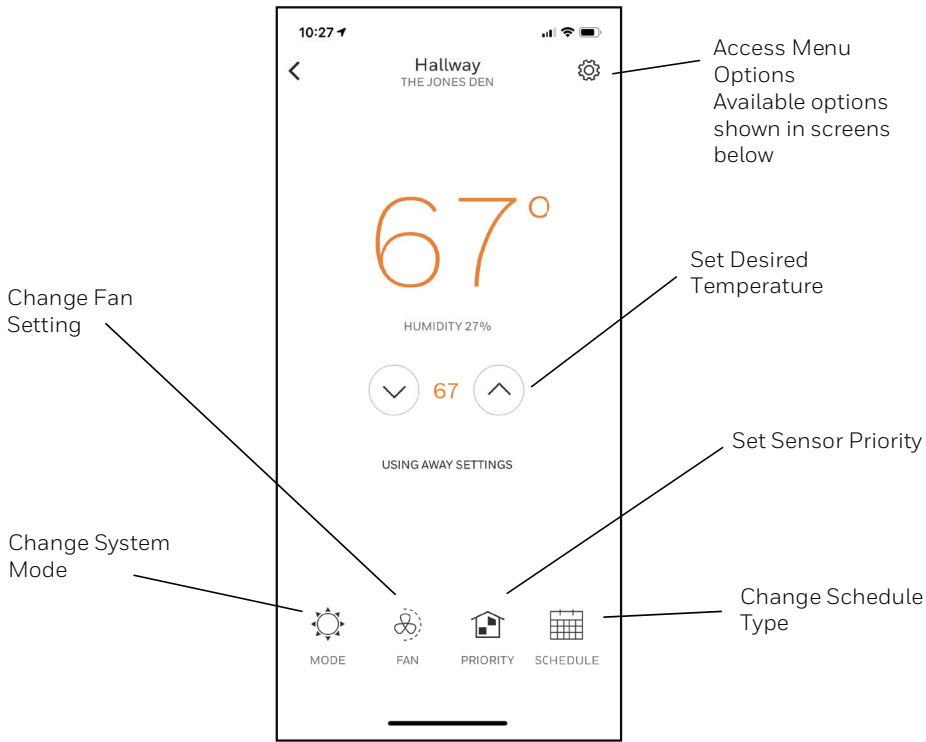 10:27
Hallway
THE JONES DEN
Access Menu
Options
Available options
shown in screens
below
67°
Set Desired
Temperature
Change Fan
Setting
HUMIDITY 27%
67
Set Sensor Priority
USING AWAY SETTINGS
Change System
Mode
Change Schedule
Type
MODE
FAN
PRIORITY
SCHEDULE